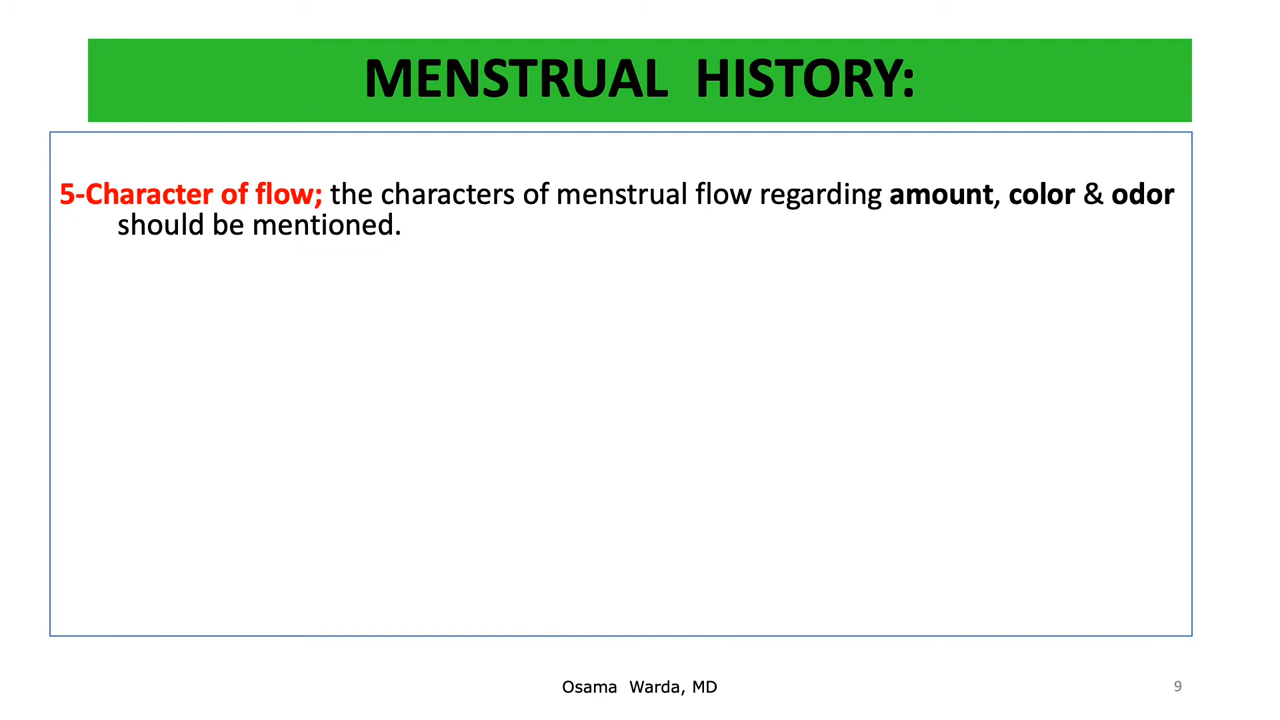 MENSTRUAL HISTORY:
5-Character of flow; the characters of menstrual flow regarding amount, color & odor
should be mentioned.
Osama Warda, MD
9